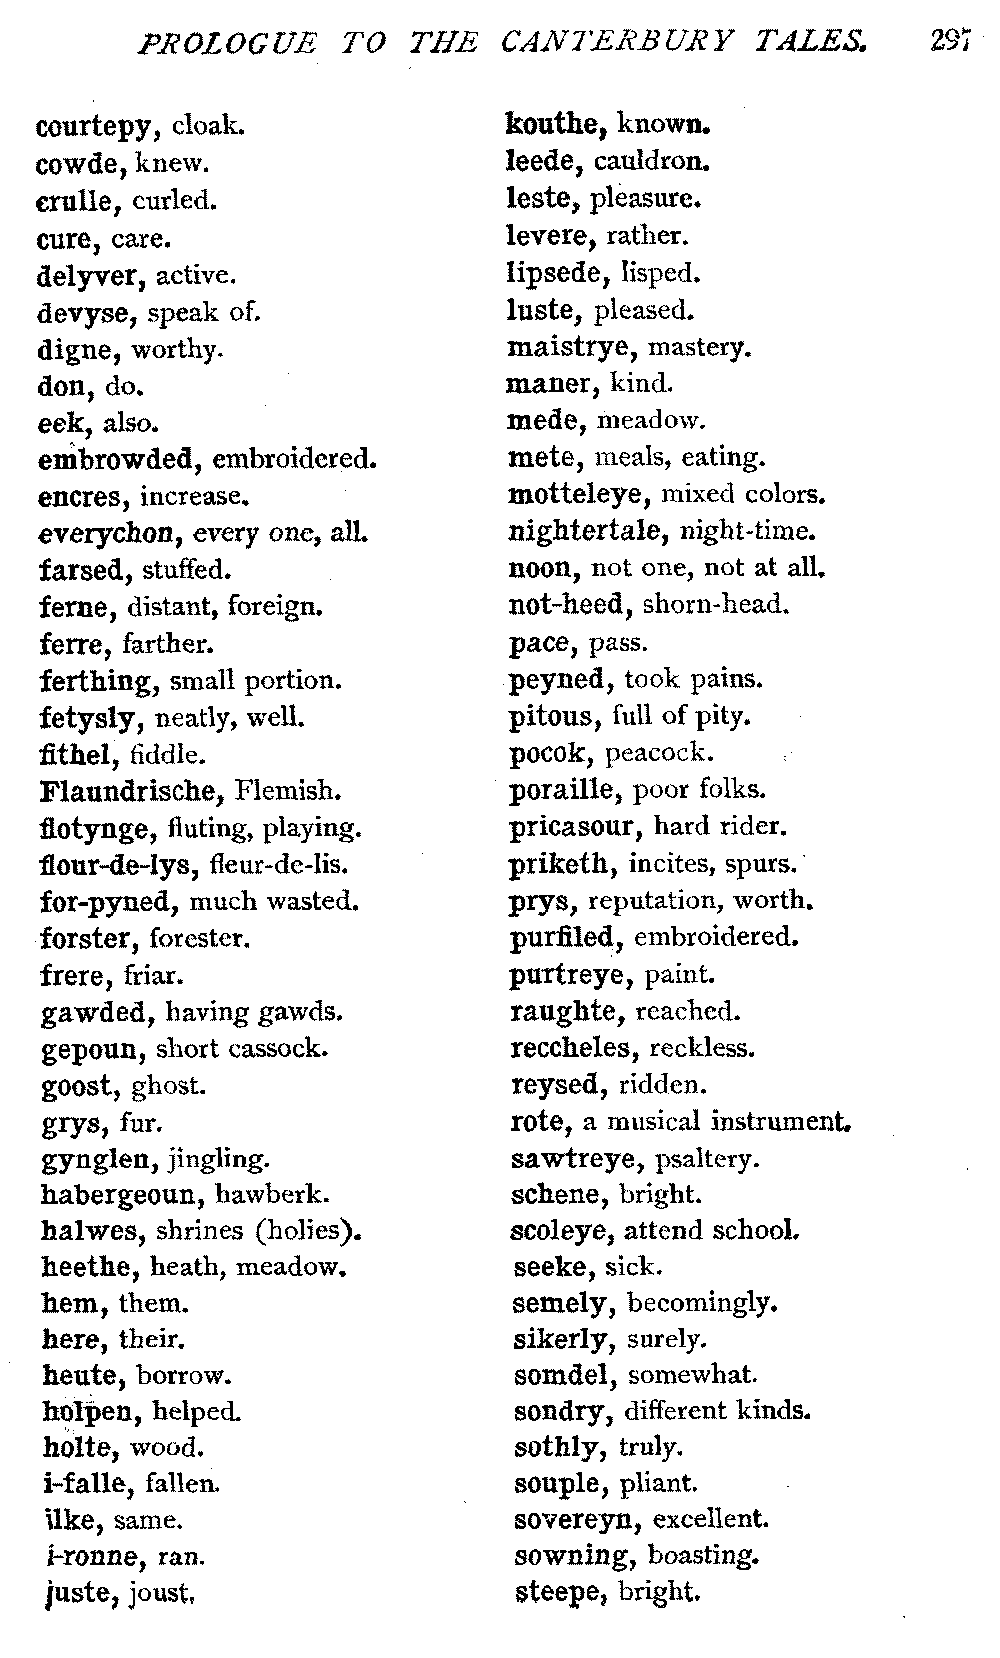 PROLOGUE TO THE CANTERBURY TALES. 297
courtepy, cloak.
cowde, knew.
crulle, curled.
cure, care.
delyver, active.
devyse, speak of.
digne, worthy.
don, do.
eek, also.
embrowded, embroidered.
encres, increase.
everychon, every one, all.
farsed, stuffed.
ferne, distant, foreign.
ferre, farther.
ferthing, small portion.
fetysly, neatly, well.
fithel, fiddle.
Flaundrische, Flemish.
flotynge, fluting, playing.
flour-de-lys, fleur-de-lis.
for-pyned, much wasted.
forster, forester.
frere, friar.
gawded, having gawds.
gepoun, short cassock.
goost, ghost.
grys, fur.
gynglen, jingling.
habergeoun, hawberk.
halwes, shrines (holies).
heethe, heath, meadow.
hem, them.
here, their.
heute, borrow.
holpen, helped.
holte, wood.
i-falle, fallen.
ilke, same.
i-ronne, ran.
juste, joust,
kouthe, known.
leede, cauldron.
leste, pleasure.
levere, rather.
lipsede, lisped.
luste, pleased.
maistrye, mastery.
maner, kind.
mede, meadow.
mete, meals, eating.
motteleye, mixed colors.
nightertale, night-time.
noon, not one, not at all.
not-heed, shorn-head.
pace, pass.
peyned, took pains.
pitous, full of pity.
pocok, peacock.
poraille, poor folks.
pricasour, hard rider.
priketh, incites, spurs.
prys, reputation, worth.
purfiled, embroidered.
purtreye, paint.
raughte, reached.
reccheles, reckless.
reysed, ridden.
rote, a musical instrument.
sawtreye, psaltery.
schene, bright.
scoleye, attend school.
seeke, sick.
semely, becomingly.
sikerly, surely.
somdel, somewhat.
sondry, different kinds.
sothly, truly.
souple, pliant.
sovereyn, excellent.
sowning, boasting.
steepe, bright.